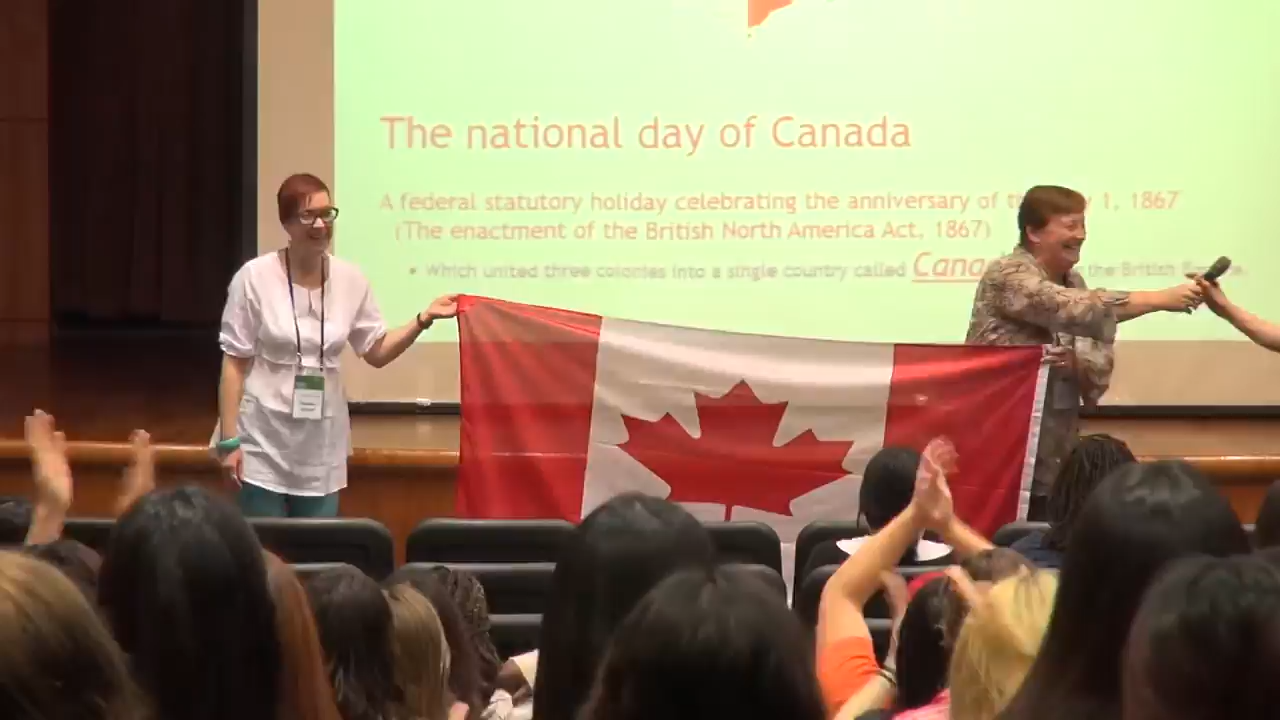 The national day of Canada
A federal statutory holiday celebrating the anniversary of 1, 1867
(The enactment of the British North America Act, 1867)
• Which united three colonies into a single country called the British